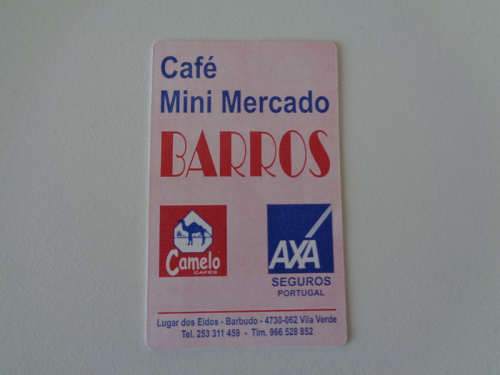 Café
Mini Mercado
BARROS
Camelo
CAFÉS
AXA
SEGUROS
PORTUGAL
Lugar dos Eidos - Barbudo - 4730-062 Vila Verde
Tel. 253 311 459 - Tlm. 966 528 852